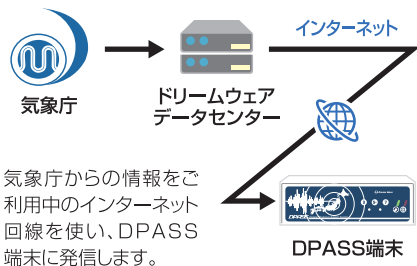 インターネット
気象庁
ドリームウェア
データセンター
気象庁からの情報をご
利用中のインターネット
回線を使い、DPASS
端末に発信します。
DPASS
DPASS端末